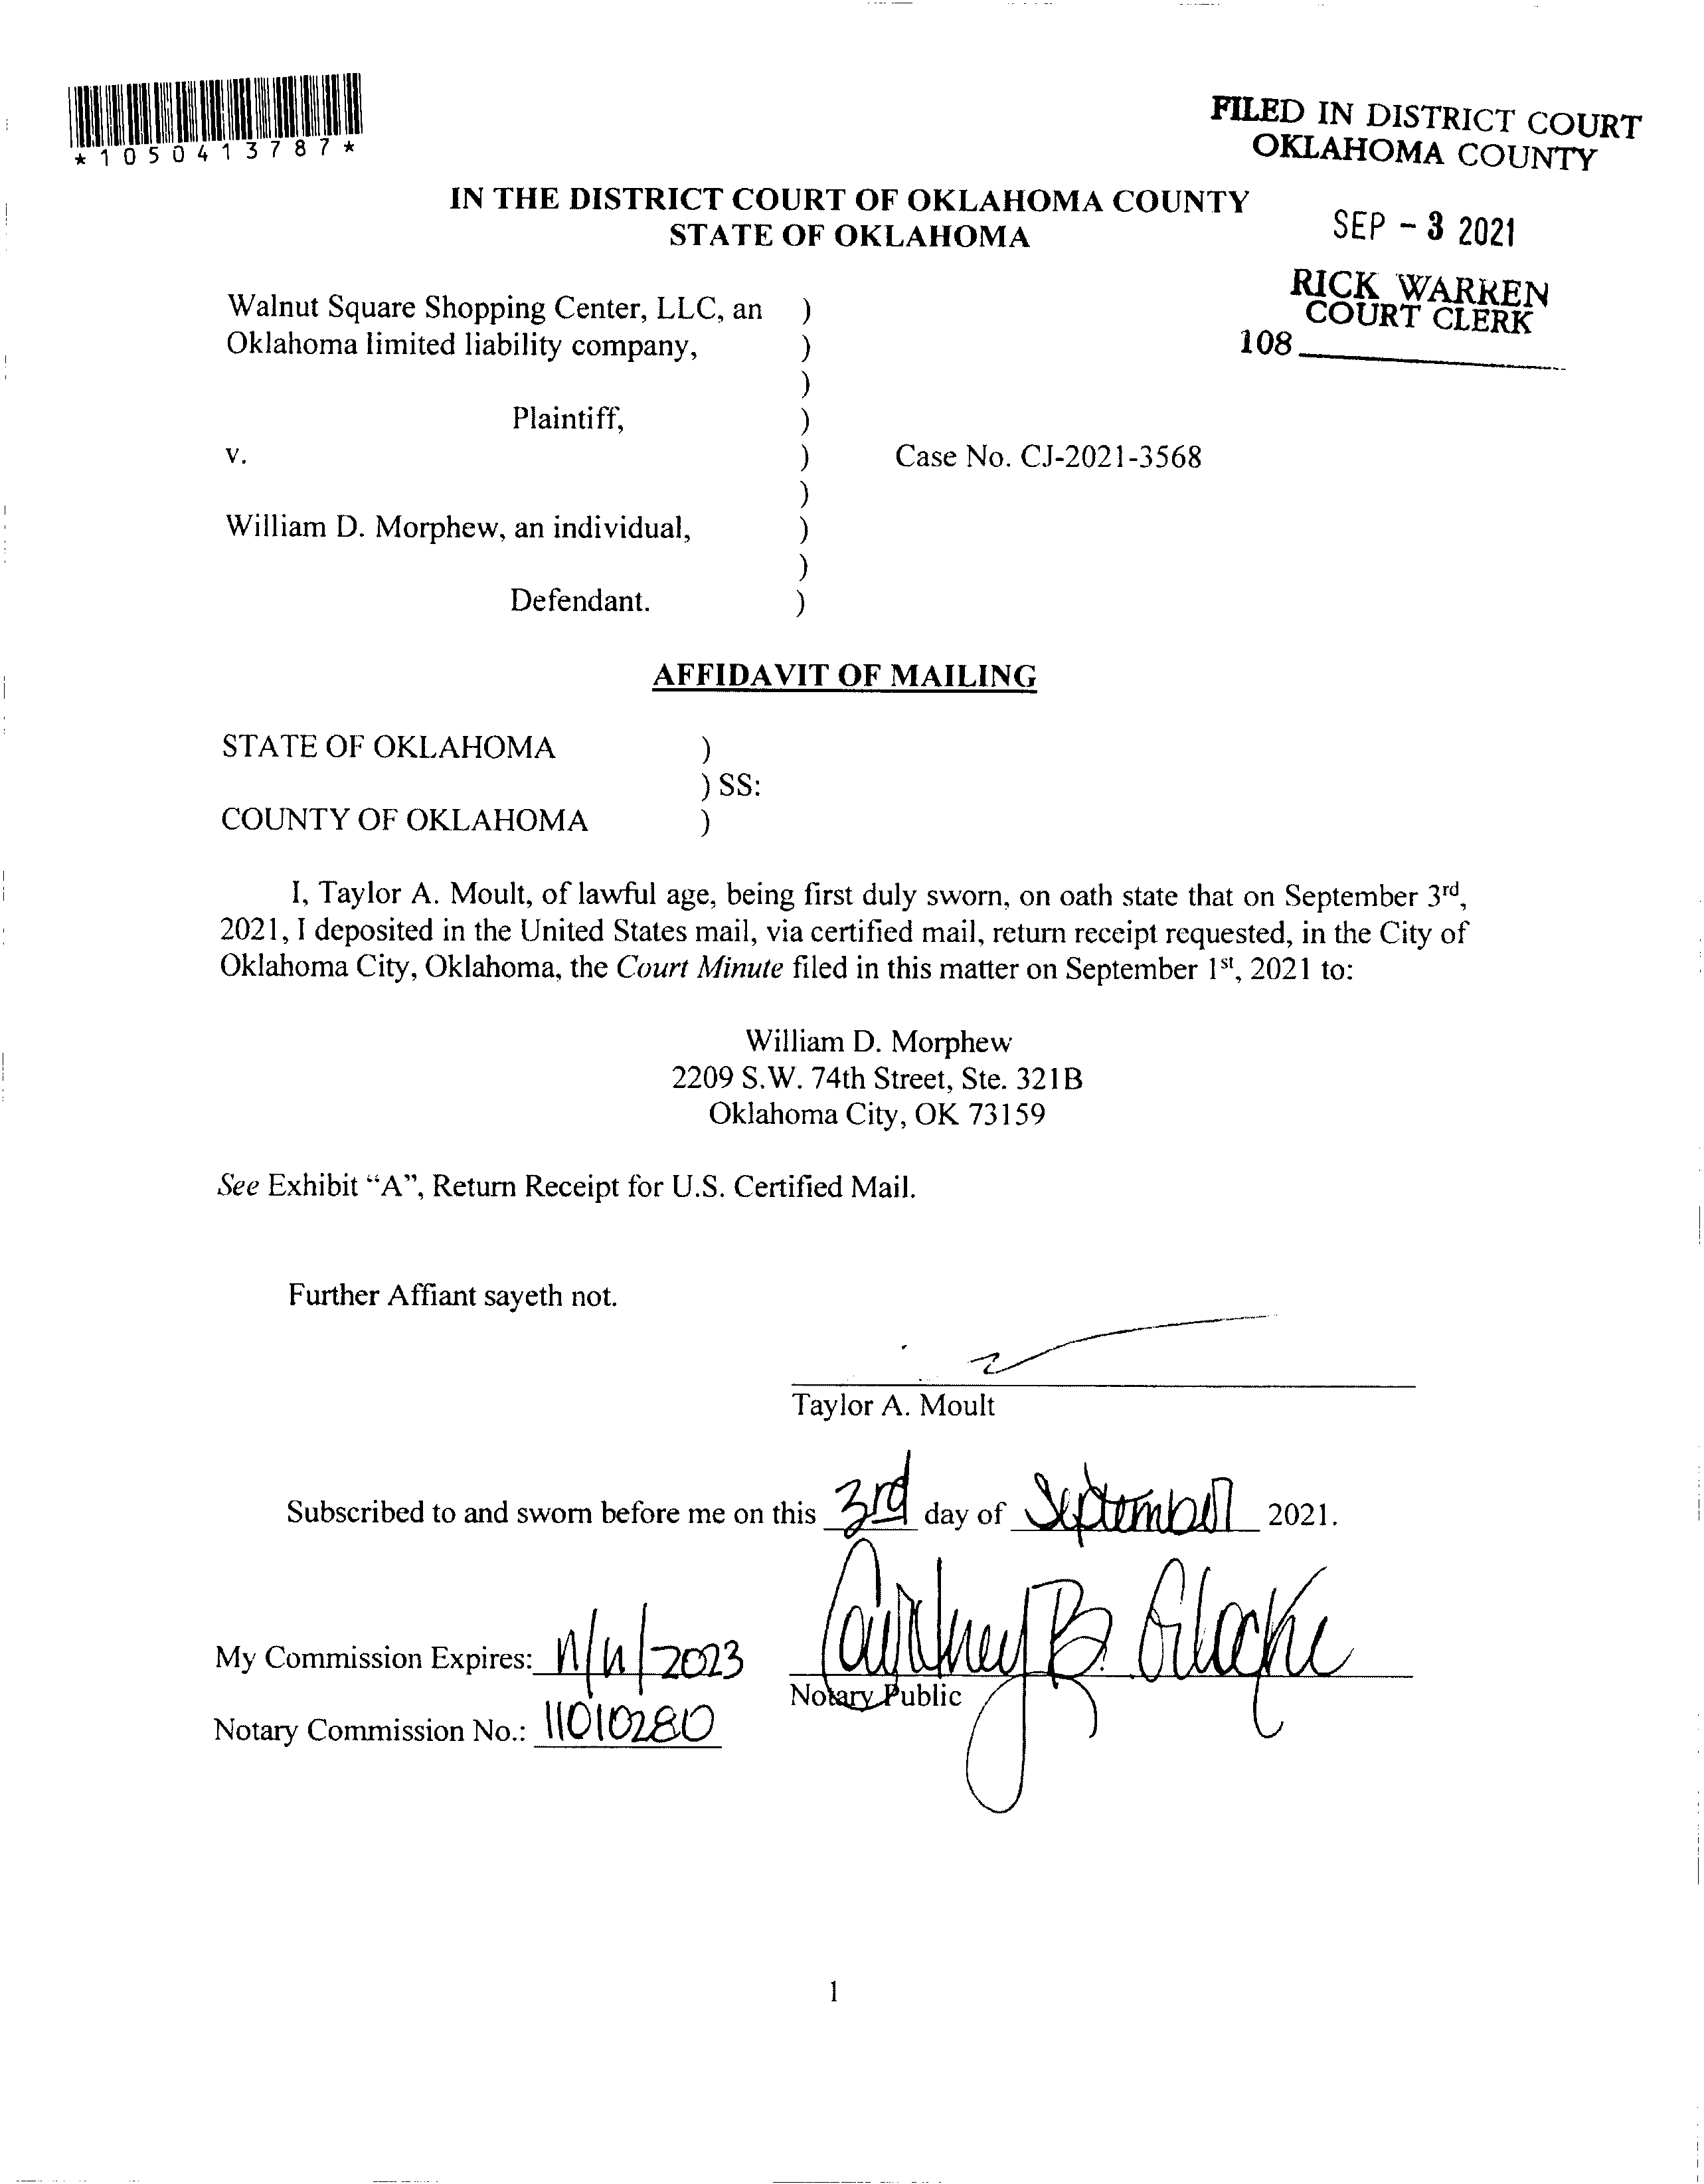 *1050413787*
FILED IN DISTRICT COURT
OKLAHOMA COUNTY
IN THE DISTRICT COURT OF OKLAHOMA COUNTY
STATE OF OKLAHOMA
SEP - 3 2021
RICK WARREN
COURT CLERK
108
Walnut Square Shopping Center, LLC, an )
Oklahoma limited liability company, )
)
Plaintiff, )
v. ) Case No. CJ-2021-3568
)
William D. Morphew, an individual, )
)
Defendant. )
AFFIDAVIT OF MAILING
STATE OF OKLAHOMA )
) SS:
COUNTY OF OKLAHOMA )
I, Taylor A. Moult, of lawful age, being first duly sworn, on oath state that on September 3rd,
2021, I deposited in the United States mail, via certified mail, return receipt requested, in the City of
Oklahoma City, Oklahoma, the Court Minute filed in this matter on September 1st, 2021 to:
William D. Morphew
2209 S.W. 74th Street, Ste. 321B
Oklahoma City, OK 73159
See Exhibit “A”, Return Receipt for U.S. Certified Mail.
Further Affiant sayeth not.
Taylor A. Moult
Subscribed to and sworn before me on this 3rd day of September 2021.
Courtney B.
My Commission Expires: 11/11/2023
Notary Public
Notary Commission No.: 11010280
1